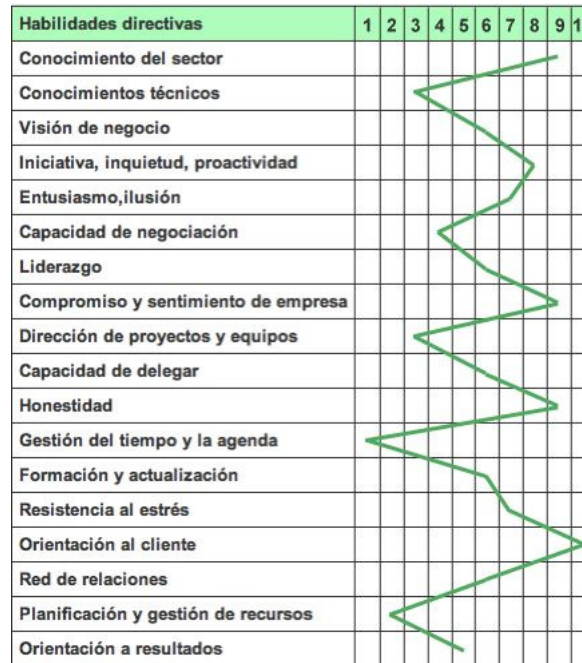 Habilidades directivas 1 2 3 4 5 6 7 8 9 1
Conocimiento del sector
Conocimientos técnicos
Visión de negocio
Iniciativa, inquietud, proactividad
Entusiasmo,ilusión
Capacidad de negociación
Liderazgo
Compromiso y sentimiento de empresa
Dirección de proyectos y equipos
Capacidad de delegar
Honestidad
Gestión del tiempo y la agenda
Formación y actualización
Resistencia al estrés
Orientación al cliente
Red de relaciones
Planificación y gestión de recursos
Orientación a resultados